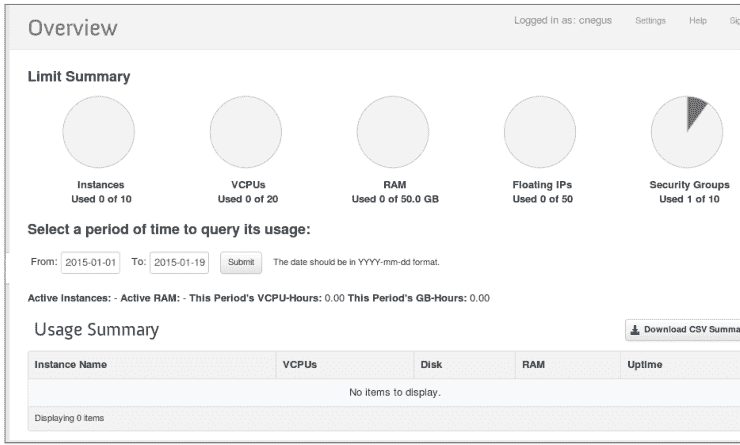 Overview
Logged in as: cnegus Settings Help
Limit Summary
Instances VCPUs RAM Floating IPs Security Groups
Used 0 of 10 Used 0 of 20 Used 0 of 50.0 GB Used 0 of 50 Used 1 of 10
Select a period of time to query its usage:
From: 2015-01-01 To: 2015-01-19 Submit The date should be in YYYY-mm-dd format.
Active Instances: - Active RAM: - This Period's VCPU-Hours: 0.00 This Period's GB-Hours: 0.00
Usage Summary
Download CSV Summa
Instance Name VCPUs Disk RAM Uptime
No items to display.
Displaying 0 items